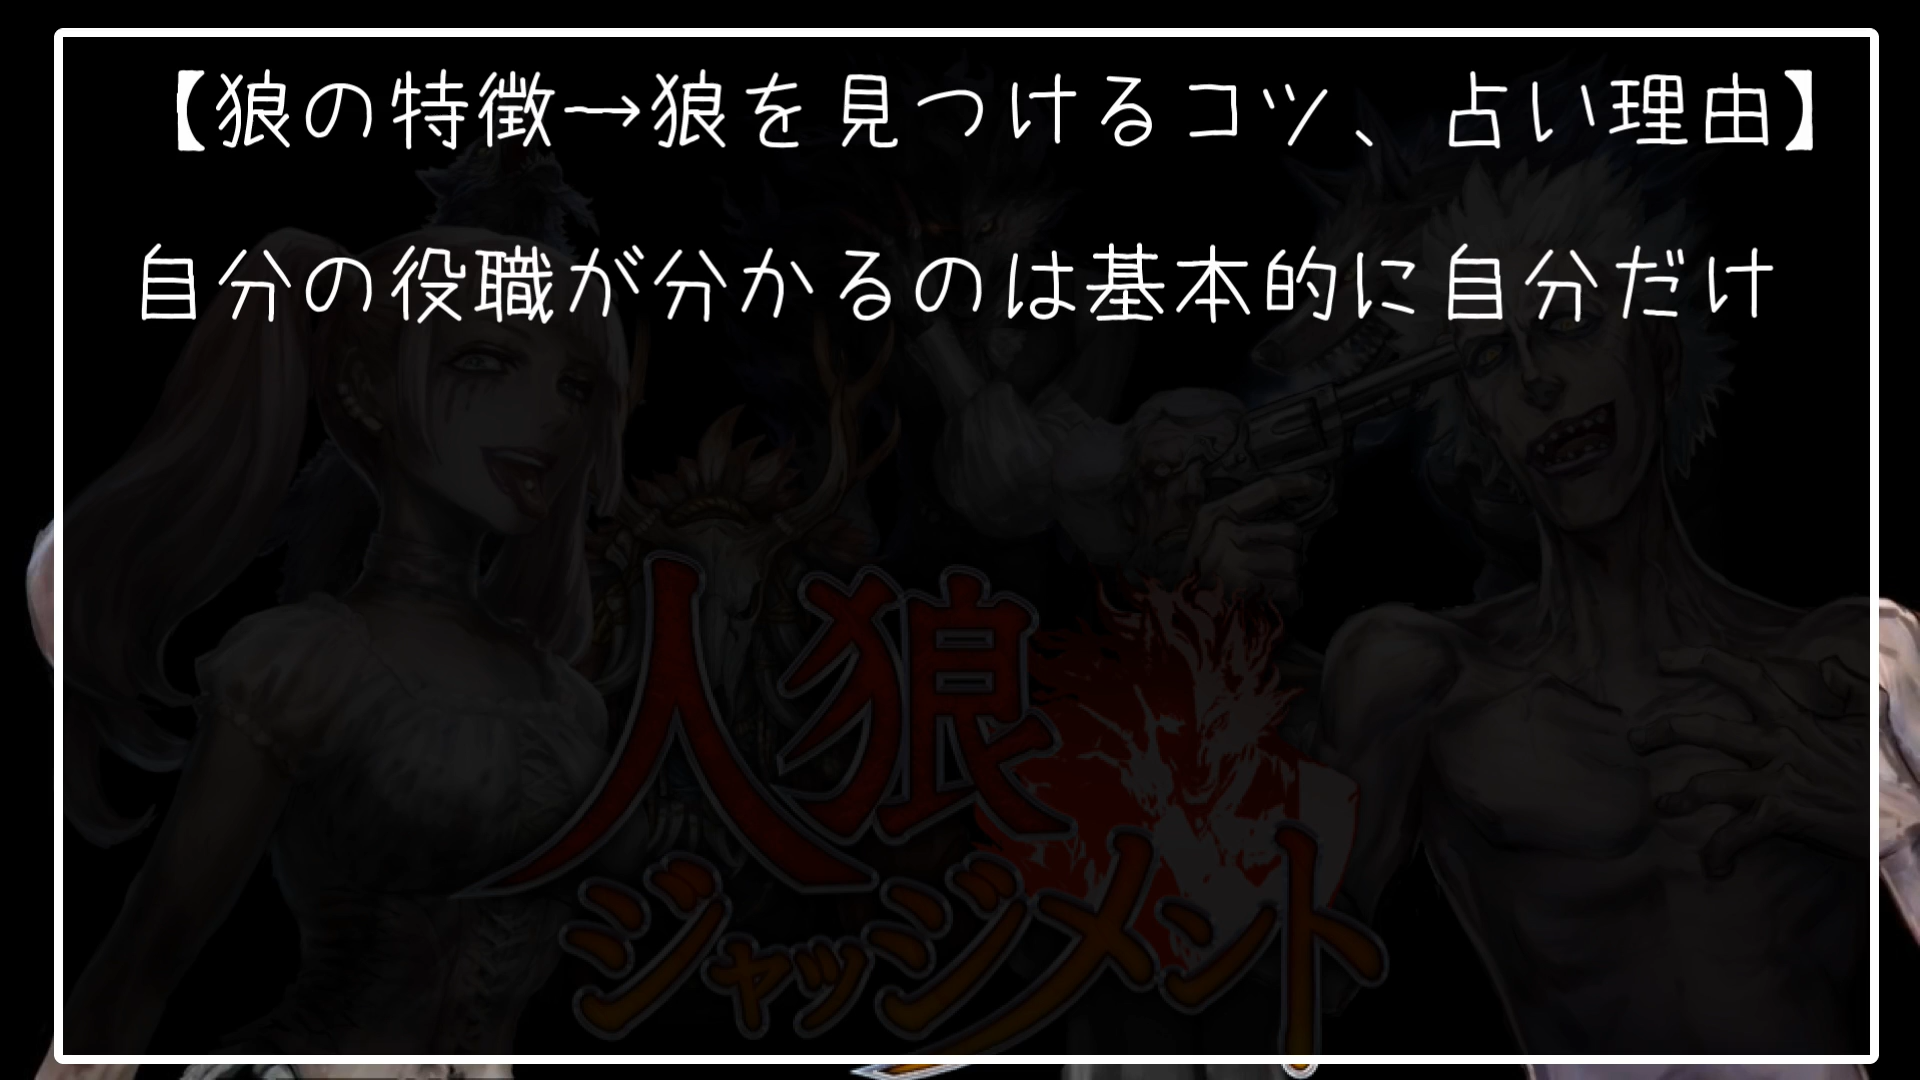 【狼の特徴→狼を見つけるコツ、占い理由】
自分の役職が分かるのは基本的に自分だけ
人狼
ジャッジメント